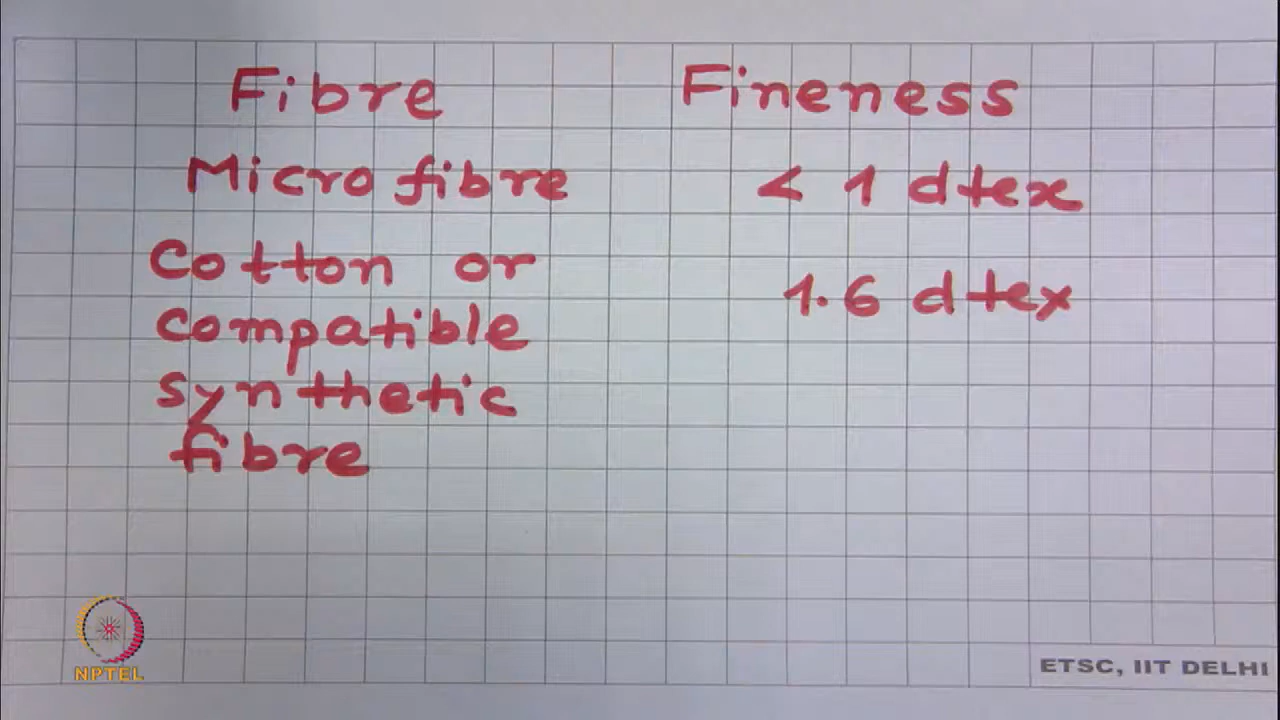 Fibre Fineness
Micro fibre < 1 dtex
Cotton or
compatible 1.6 dtex
synthetic
fibre
NPTEL
ETSC, IIT DELHI